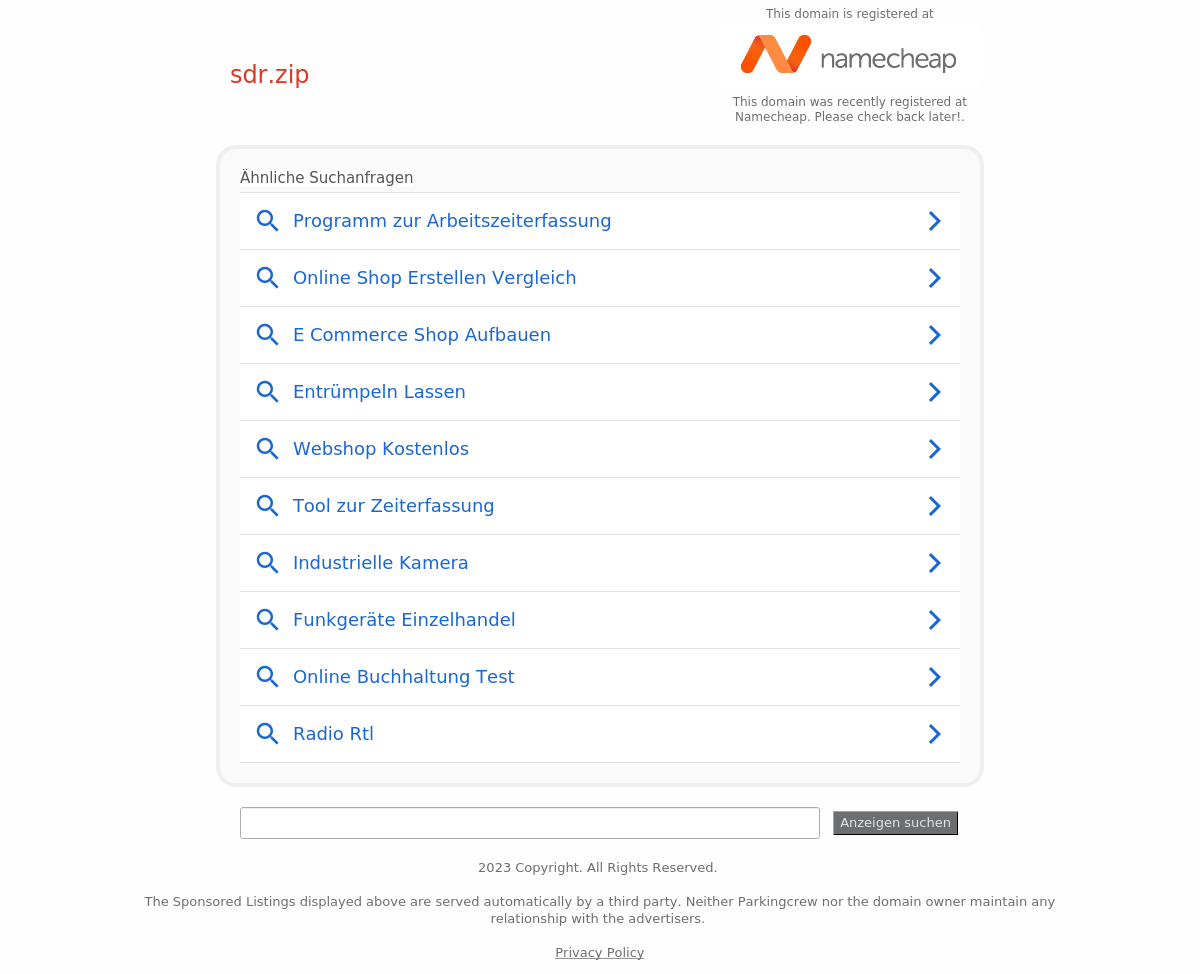 This domain is registered at
namecheap
sdr.zip
This domain was recently registered at
Namecheap. Please check back later!.
Ähnliche Suchanfragen
Programm zur Arbeitszeiterfassung
Online Shop Erstellen Vergleich
E Commerce Shop Aufbauen
Entrümpeln Lassen
Webshop Kostenlos
Tool zur Zeiterfassung
Industrielle Kamera
Funkgeräte Einzelhandel
Online Buchhaltung Test
Radio Rtl
Anzeigen suchen
2023 Copyright. All Rights Reserved.
The Sponsored Listings displayed above are served automatically by a third party. Neither Parkingcrew nor the domain owner maintain any
relationship with the advertisers.
Privacy Policy